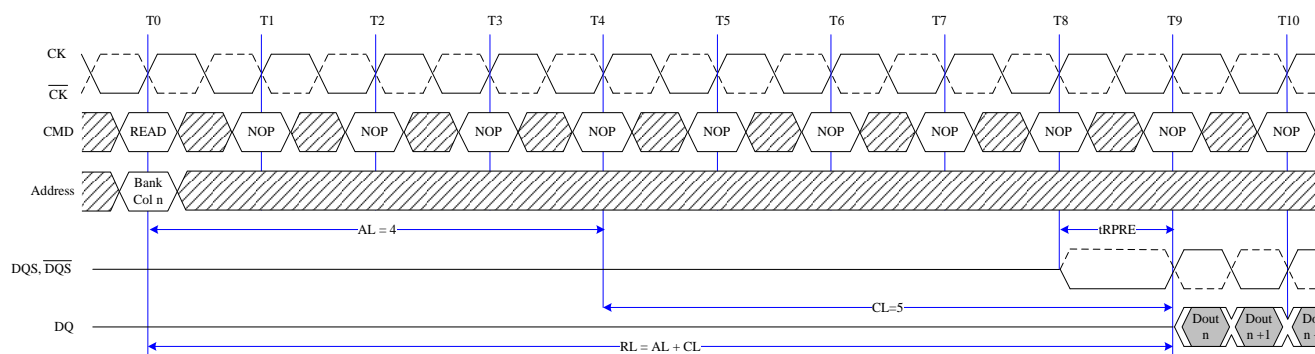 T0 T1 T2 T3 T4 T5 T6 T7 T8 T9 T10
CK
CK
CMD READ NOP NOP NOP NOP NOP NOP NOP NOP NOP NOP
Address Bank
Col n
AL = 4 tRPRE
DQS, DQS
CL=5
DQ Dout Dout
n n +1
RL = AL + CL